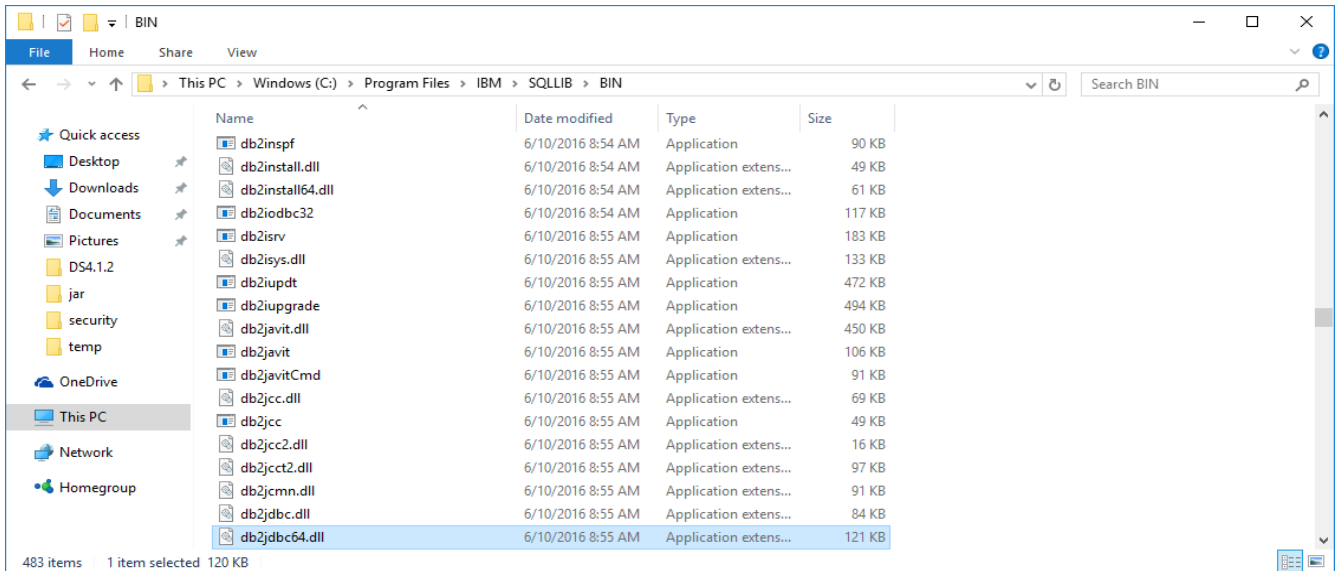 BIN
File Home Share View
This PC > Windows (C:) > Program Files > IBM > SQLLIB > BIN Search BIN
Name Date modified Type Size
Quick access
Desktop
Downloads
Documents
Pictures
DS4.1.2
jar
security
temp
OneDrive
This PC
Network
Homegroup
db2inspf 6/10/2016 8:54 AM Application 90 KB
db2install.dll 6/10/2016 8:54 AM Application extens... 49 KB
db2install64.dll 6/10/2016 8:54 AM Application extens... 61 KB
db2iodbc32 6/10/2016 8:54 AM Application 117 KB
db2isrv 6/10/2016 8:55 AM Application 183 KB
db2isys.dll 6/10/2016 8:55 AM Application extens... 133 KB
db2iupdt 6/10/2016 8:55 AM Application 472 KB
db2iupgrade 6/10/2016 8:55 AM Application 494 KB
db2javit.dll 6/10/2016 8:55 AM Application extens... 450 KB
db2javit 6/10/2016 8:55 AM Application 106 KB
db2javitCmd 6/10/2016 8:55 AM Application 91 KB
db2jcc.dll 6/10/2016 8:55 AM Application extens... 69 KB
db2jcc 6/10/2016 8:55 AM Application 49 KB
db2jcc2.dll 6/10/2016 8:55 AM Application extens... 16 KB
db2jcct2.dll 6/10/2016 8:55 AM Application extens... 97 KB
db2jcmn.dll 6/10/2016 8:55 AM Application extens... 91 KB
db2jdbc.dll 6/10/2016 8:55 AM Application extens... 84 KB
db2jdbc64.dll 6/10/2016 8:55 AM Application extens... 121 KB
483 items 1 item selected 120 KB